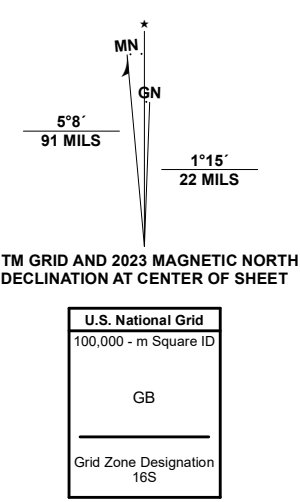 ★
MN
GN
5°8´
91 MILS
1°15´
22 MILS
TM GRID AND 2023 MAGNETIC NORTH
DECLINATION AT CENTER OF SHEET
U.S. National Grid
100,000 - m Square ID
GB
Grid Zone Designation
16S